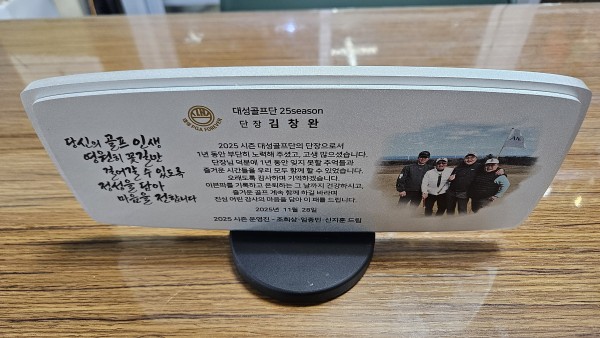 당신의 골프 인생
영원히 꽃길만
걸어갈 수 있도록
정성을 담아
마음을 전합니다
대성골프단 25season
단 장 김 창 완
2025 시즌 대성골프단의 단장으로서
1년 동안 부단히 노력해 주셨고, 고생 많으셨습니다.
단장님 덕분에 1년 동안 잊지 못할 추억들과
즐거운 시간들을 우리 모두 함께 할 수 있었습니다.
오래도록 감사하며 기억하겠습니다.
이븐파를 기록하고 은퇴하는 그 날까지 건강하시고,
즐거운 골프 계속 함께 하길 바라며
진심 어린 감사의 마음을 담아 이 패를 드립니다.
2025년 11월 28일
2025 시즌 운영진 - 조희상·임종빈·신지훈 드림